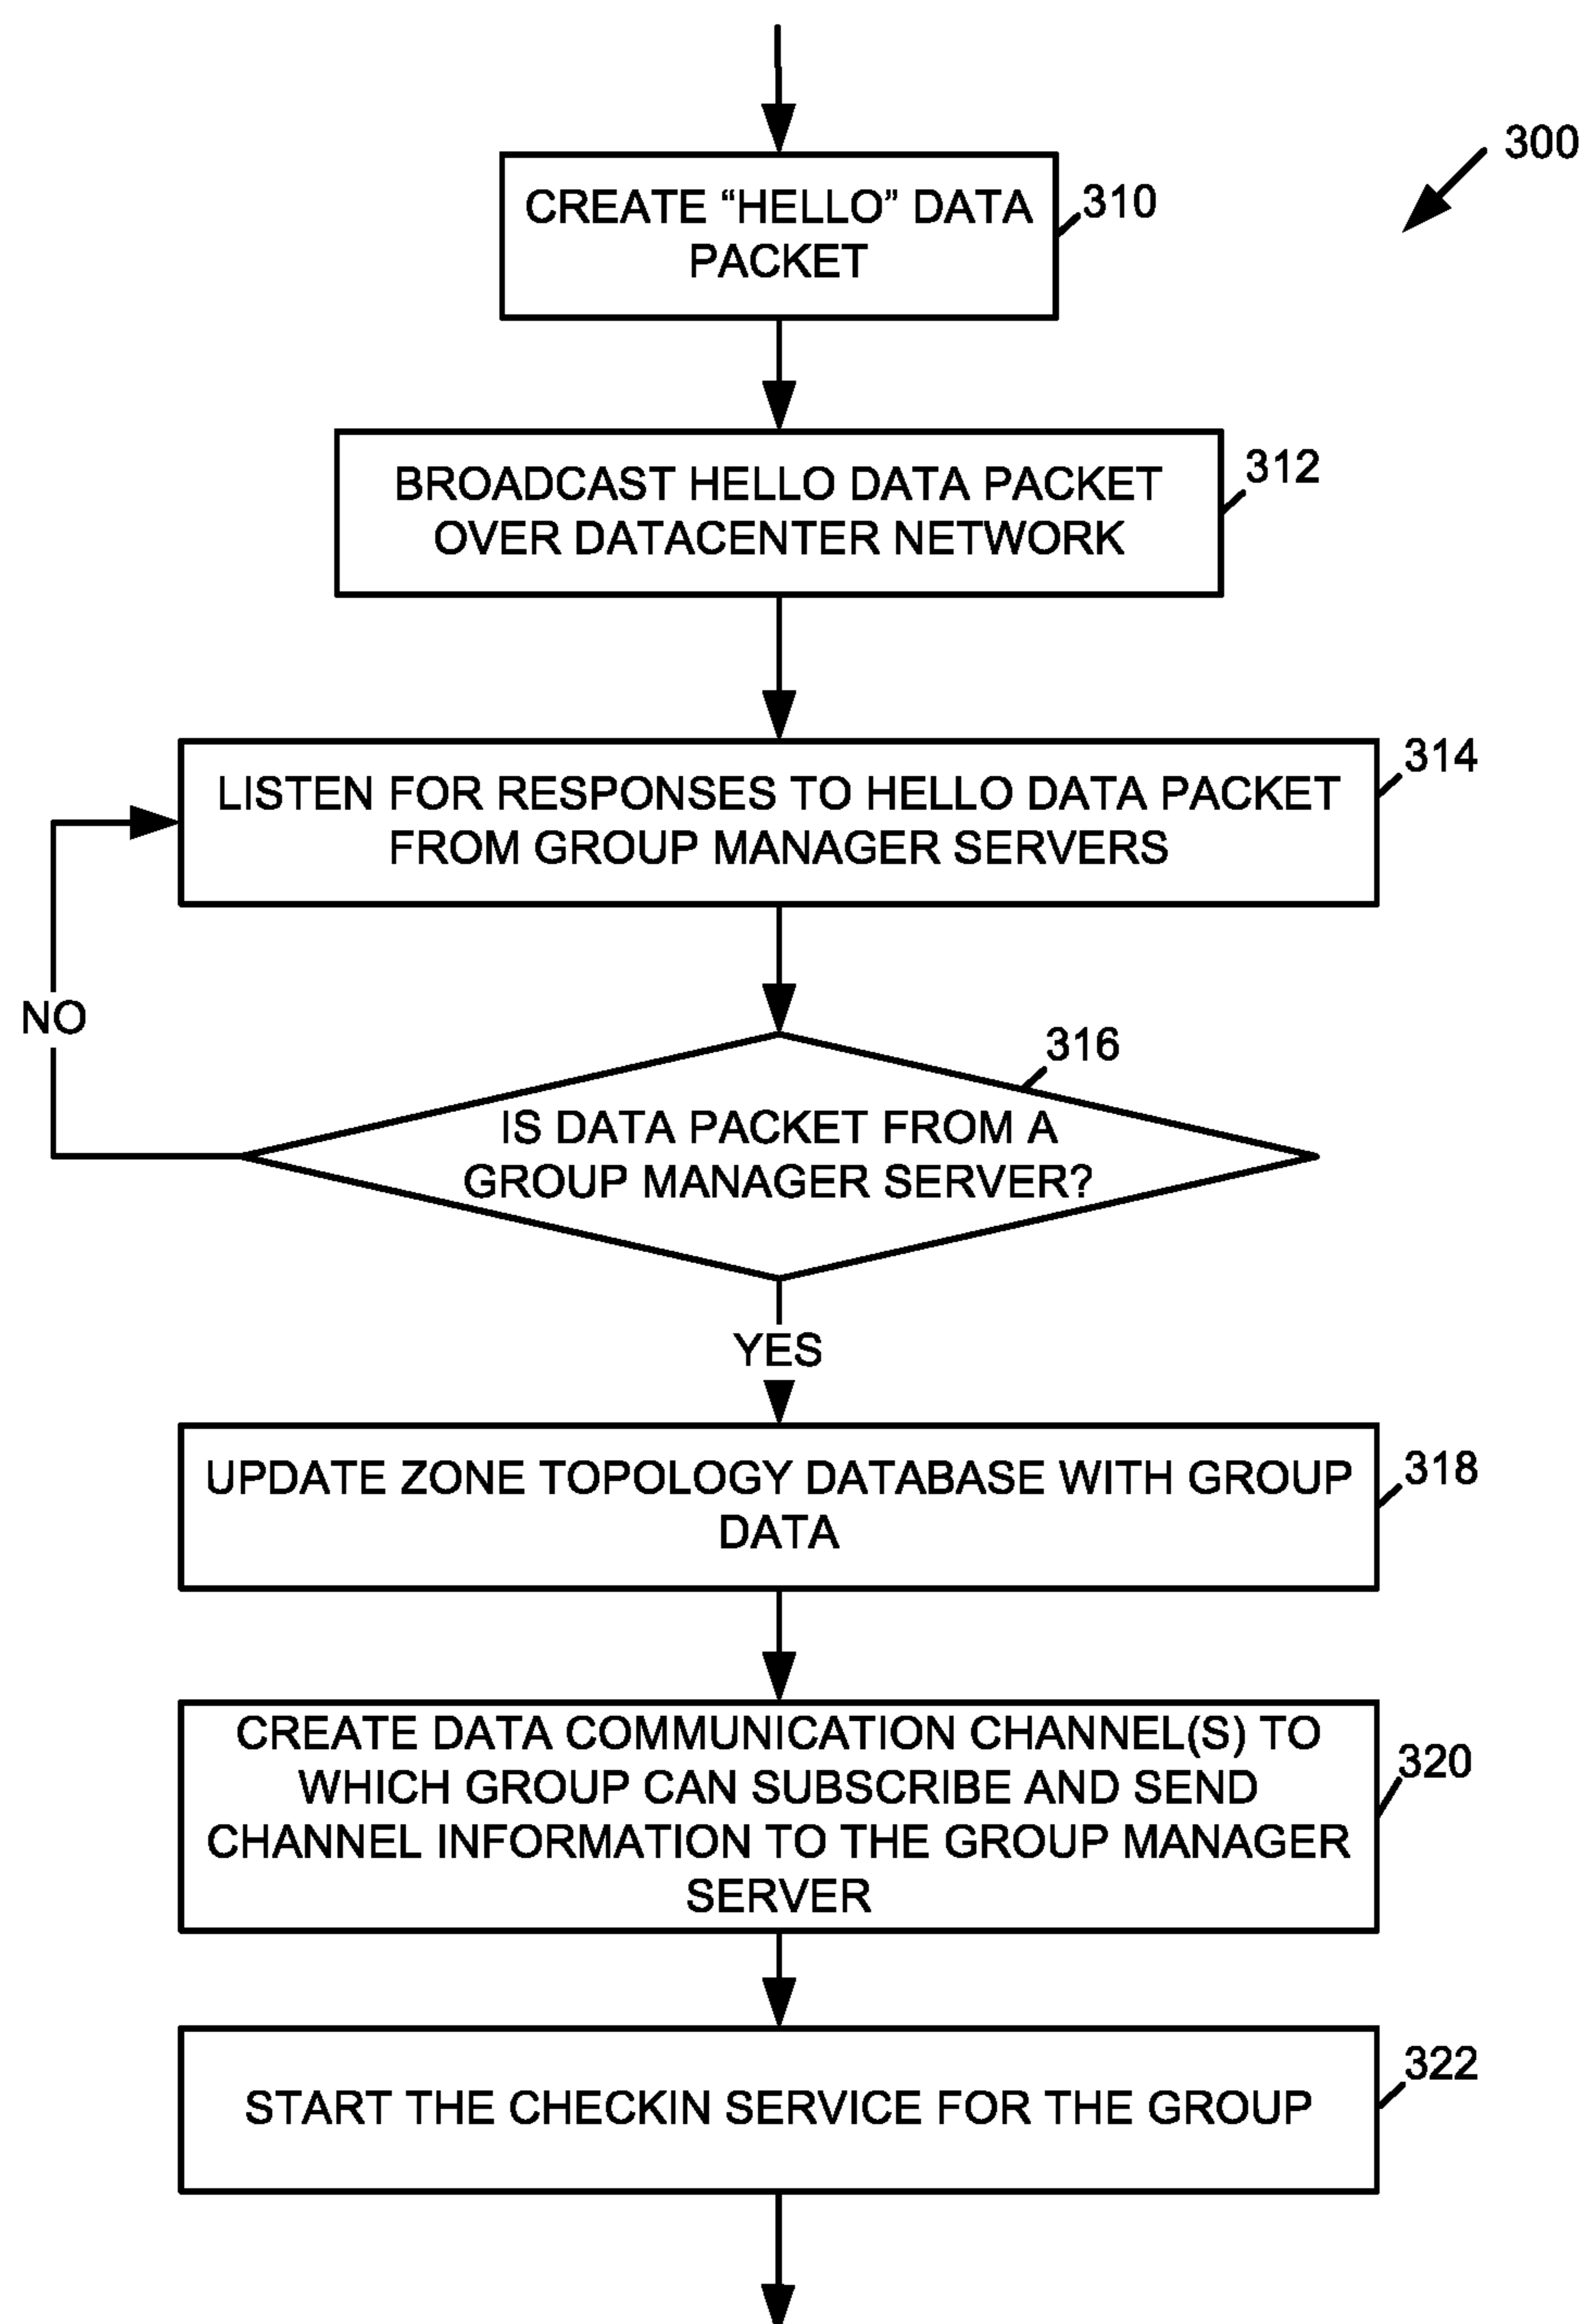 300
CREATE “HELLO” DATA
PACKET
310
BROADCAST HELLO DATA PACKET
OVER DATACENTER NETWORK
312
LISTEN FOR RESPONSES TO HELLO DATA PACKET
FROM GROUP MANAGER SERVERS
314
NO
316
IS DATA PACKET FROM A
GROUP MANAGER SERVER?
YES
UPDATE ZONE TOPOLOGY DATABASE WITH GROUP
DATA
318
CREATE DATA COMMUNICATION CHANNEL(S) TO
WHICH GROUP CAN SUBSCRIBE AND SEND
CHANNEL INFORMATION TO THE GROUP MANAGER
SERVER
320
START THE CHECKIN SERVICE FOR THE GROUP
322